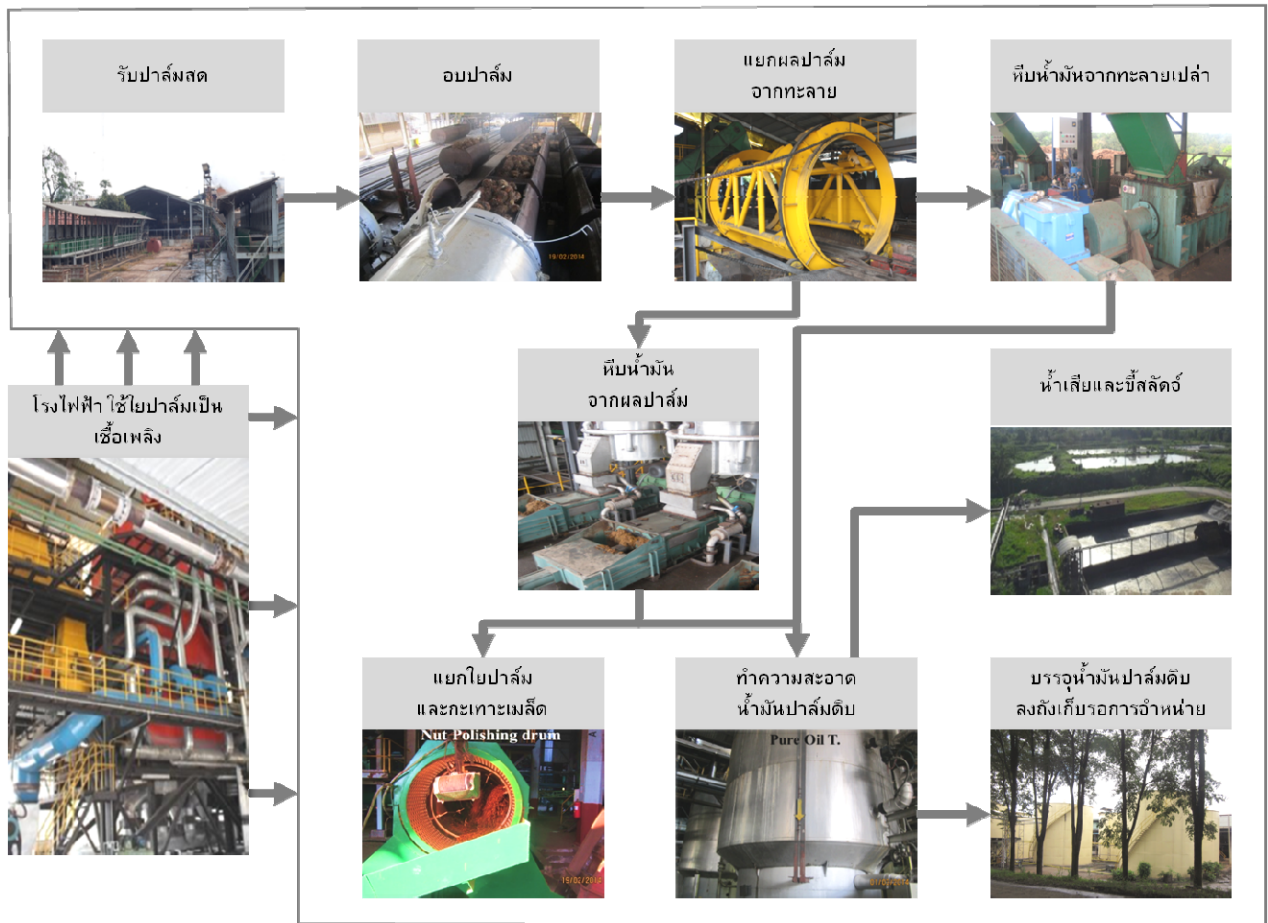 รับปาล์มสด
อบปาล์ม
แยกผลปาล์ม
จากทะลาย
หีบน้ำมันจากทะลายเปล่า
19/02/2014
หีบน้ำมัน
จากผลปาล์ม
น้ำเสียและขี้สลัดจ์
โรงไฟฟ้า ใช้ใยปาล์มเป็น
เชื้อเพลิง
แยกใยปาล์ม
และกะเทาะเมล็ด
Nut Polishing drum
ทำความสะอาด
น้ำมันปาล์มดิบ
Pure Oil T.
บรรจุน้ำมันปาล์มดิบ
ลงถังเก็บรอการจำหน่าย